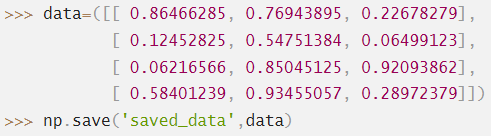 >>> data=([[ 0.86466285, 0.76943895, 0.22678279],
[ 0.12452825, 0.54751384, 0.06499123],
[ 0.06216566, 0.85045125, 0.92093862],
[ 0.58401239, 0.93455057, 0.28972379]])
>>> np.save('saved_data',data)